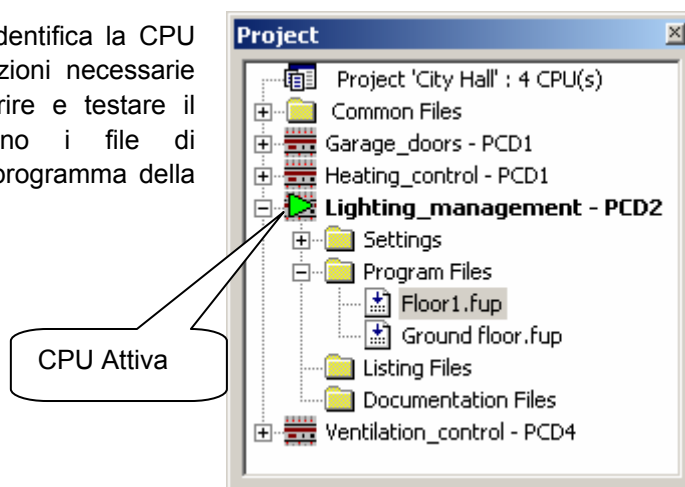 dentifica la CPU
zioni necessarie
rire e testare il
no i file di
programma della
CPU Attiva
Project
Project 'City Hall' : 4 CPU(s)
Common Files
Garage_doors - PCD1
Heating_control - PCD1
Lighting_management - PCD2
Settings
Program Files
Floor1.fup
Ground floor.fup
Listing Files
Documentation Files
Ventilation_control - PCD4